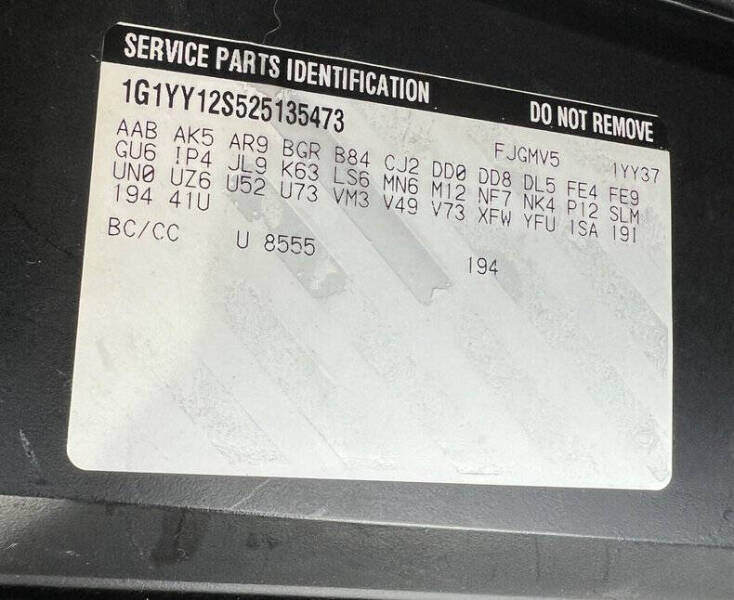 SERVICE PARTS IDENTIFICATION DO NOT REMOVE
1G1YY12S525135473 FJGMV5 1YY37
AAB AK5 AR9 BGR B84 CJ2 DD0 DD8 DL5 FE4 FE9
GU6 IP4 JL9 K63 LS6 MN6 M12 NF7 NK4 P12 SLM
UN0 UZ6 U52 U73 VM3 V49 V73 XFW YFU 1SA 19I
194 41U
BC/CC U 8555 194